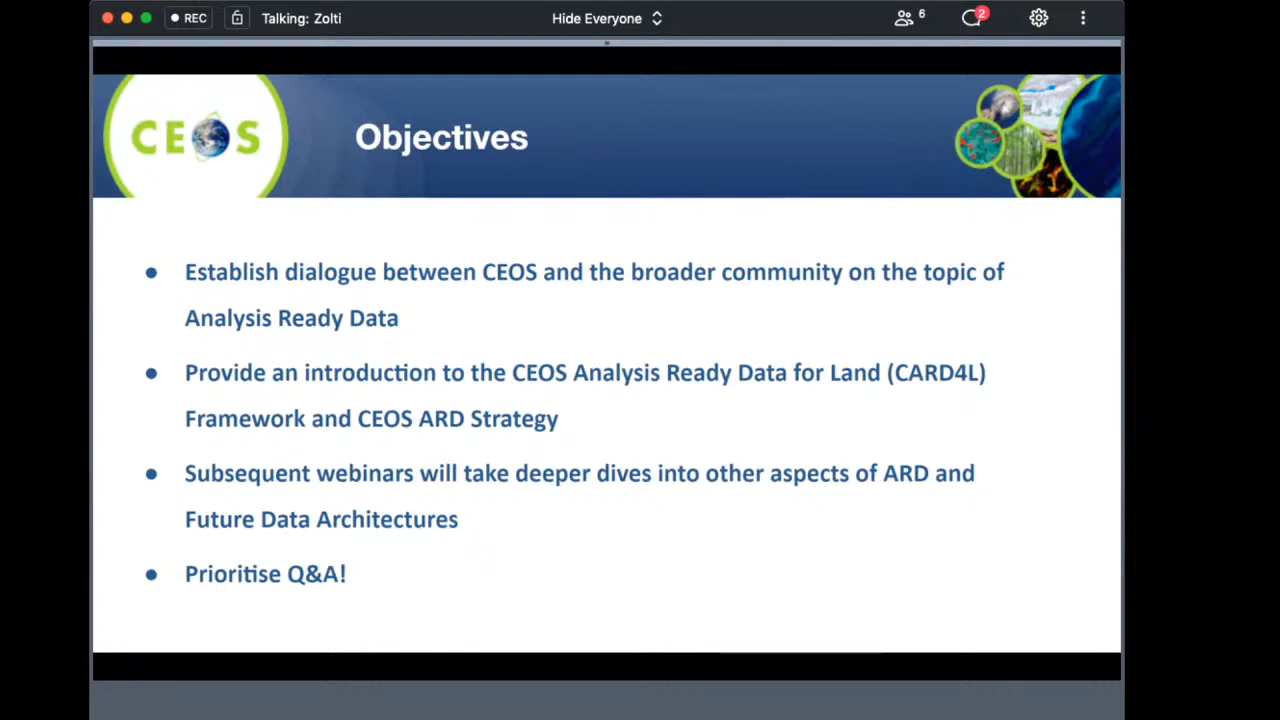 REC
Talking: Zolti
Hide Everyone
6
2
CEOS
Objectives
● Establish dialogue between CEOS and the broader community on the topic of
Analysis Ready Data
● Provide an introduction to the CEOS Analysis Ready Data for Land (CARD4L)
Framework and CEOS ARD Strategy
● Subsequent webinars will take deeper dives into other aspects of ARD and
Future Data Architectures
● Prioritise Q&A!